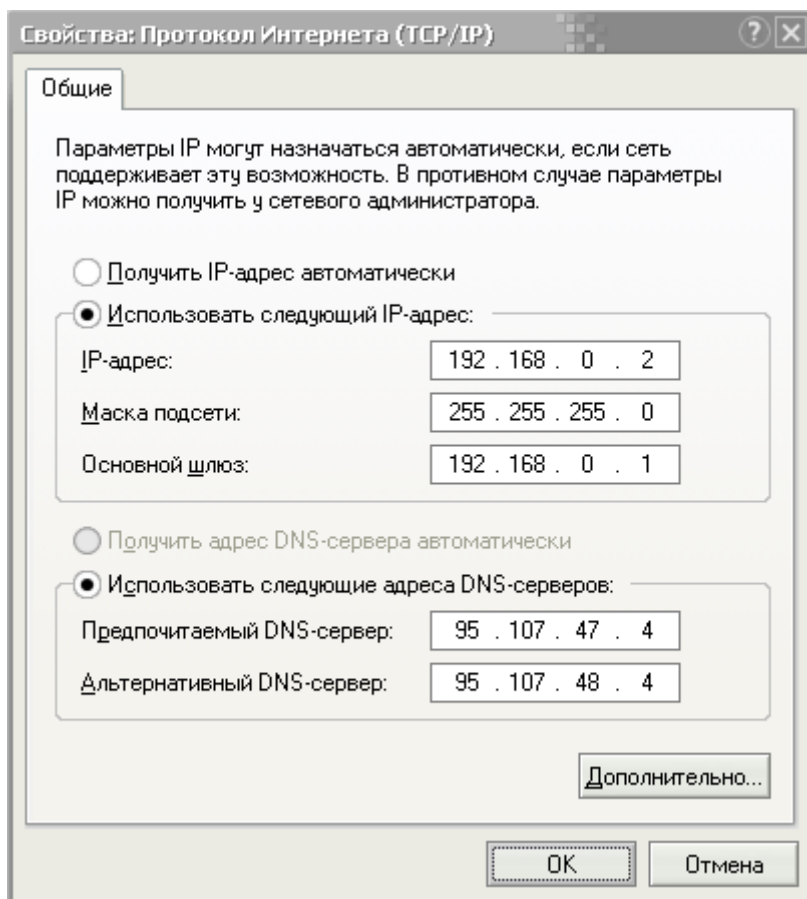 Свойства: Протокол Интернета (TCP/IP)
Общие
Параметры IP могут назначаться автоматически, если сеть
поддерживает эту возможность. В противном случае параметры
IP можно получить у сетевого администратора.
Получить IP-адрес автоматически
Использовать следующий IP-адрес:
IP-адрес: 192 . 168 . 0 . 2
Маска подсети: 255 . 255 . 255 . 0
Основной шлюз: 192 . 168 . 0 . 1
Получить адрес DNS-сервера автоматически
Использовать следующие адреса DNS-серверов:
Предпочитаемый DNS-сервер: 95 . 107 . 47 . 4
Альтернативный DNS-сервер: 95 . 107 . 48 . 4
Дополнительно...
OK Отмена